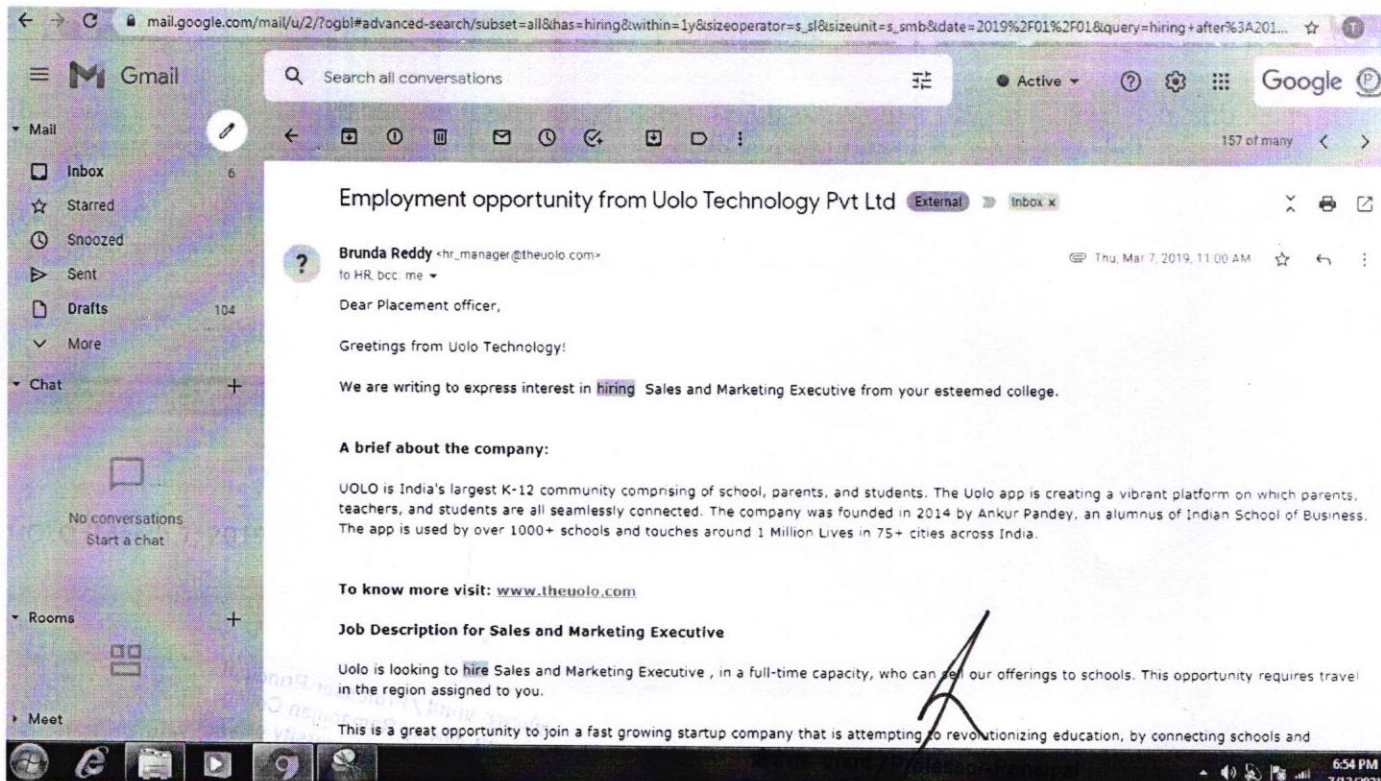 mail.google.com/mail/u/2/?ogbl#advanced-search/subset=all&has=hiring&within=1y&sizeoperator=s_sl&sizeunit=s_smb&date=2019%2F01%2F01&query=hiring+after%3A201...
Gmail
Search all conversations
Active
Google
Mail
157 of many
Inbox 6
Employment opportunity from Uolo Technology Pvt Ltd External Inbox x
Starred
Snoozed
Brunda Reddy <hr_manager@theuolo.com>
Thu, Mar 7, 2019, 11:00 AM
to HR, bcc: me
Sent
Drafts 104
Dear Placement officer,
More
Greetings from Uolo Technology!
Chat
We are writing to express interest in hiring Sales and Marketing Executive from your esteemed college.
A brief about the company:
UOLO is India's largest K-12 community comprising of school, parents, and students. The Uolo app is creating a vibrant platform on which parents,
teachers, and students are all seamlessly connected. The company was founded in 2014 by Ankur Pandey, an alumnus of Indian School of Business.
The app is used by over 1000+ schools and touches around 1 Million Lives in 75+ cities across India.
No conversations
Start a chat
To know more visit: www.theuolo.com
Rooms
Job Description for Sales and Marketing Executive
Uolo is looking to hire Sales and Marketing Executive , in a full-time capacity, who can sell our offerings to schools. This opportunity requires travel
in the region assigned to you.
Meet
This is a great opportunity to join a fast growing startup company that is attempting to revolutionizing education, by connecting schools and
6:54 PM